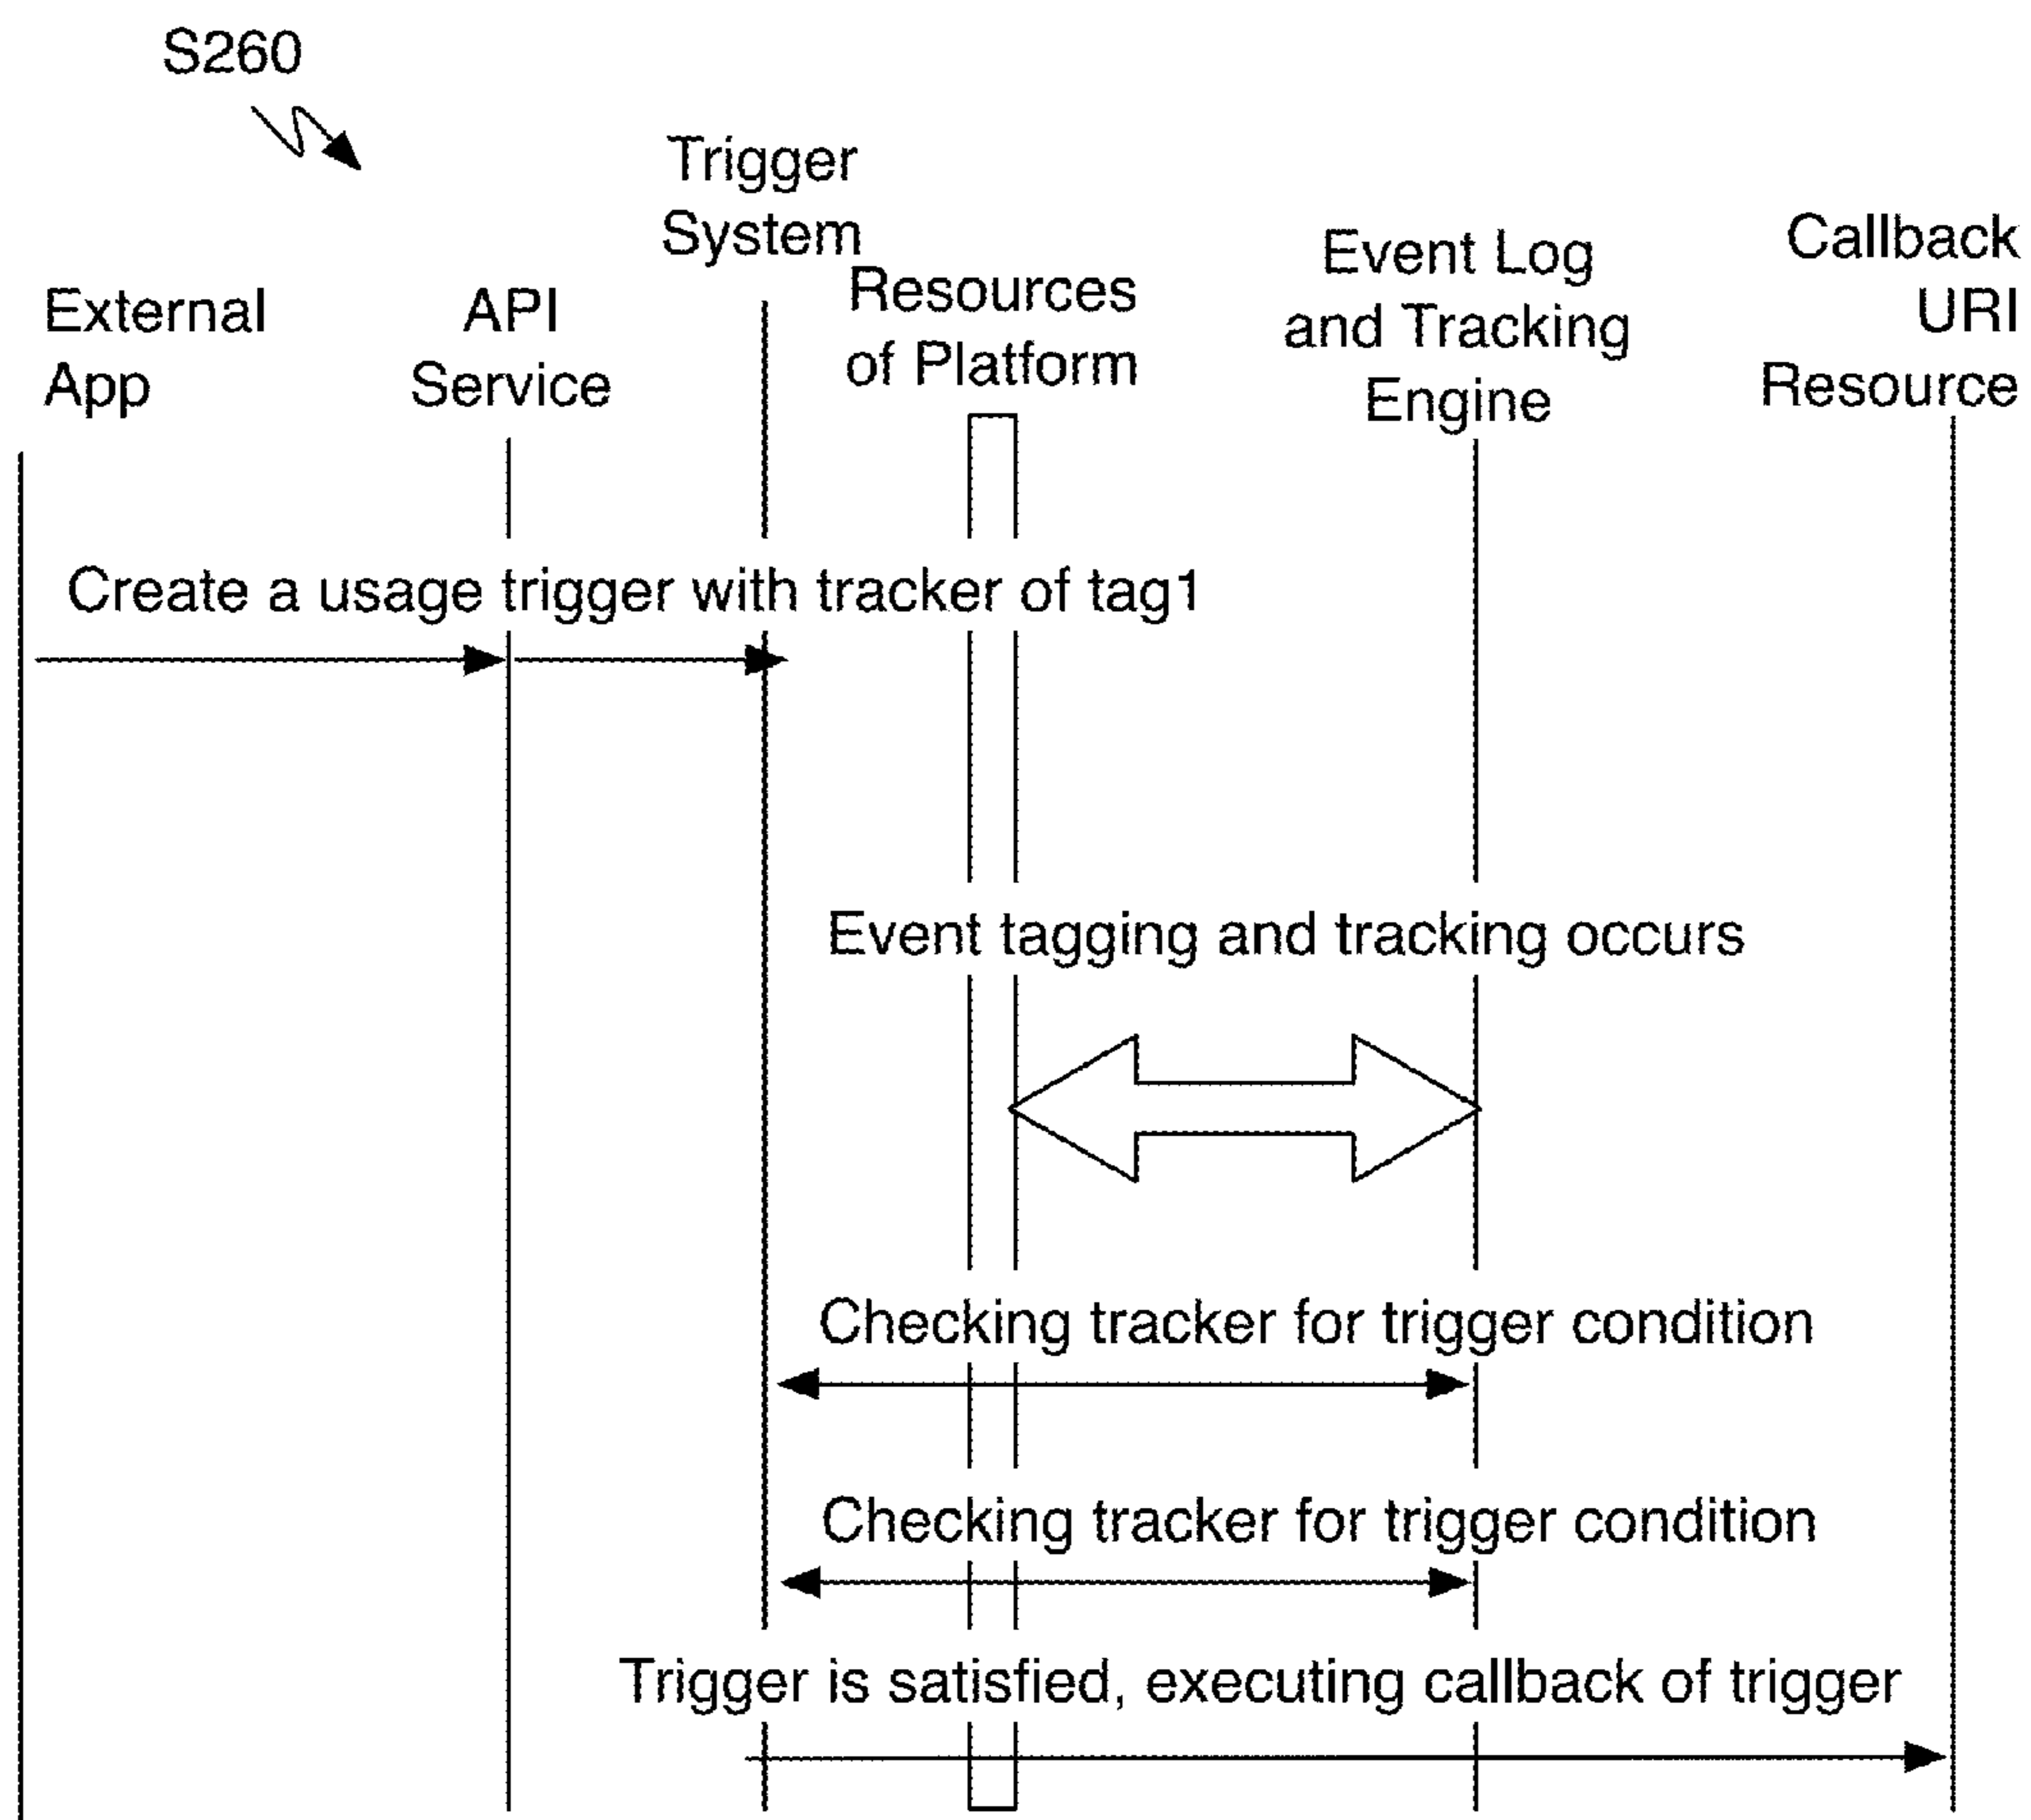 S260
Trigger
System
External
App
API
Service
Resources
of Platform
Event Log
and Tracking
Engine
Callback
URI
Resource
Create a usage trigger with tracker of tag1
Event tagging and tracking occurs
Checking tracker for trigger condition
Checking tracker for trigger condition
Trigger is satisfied, executing callback of trigger